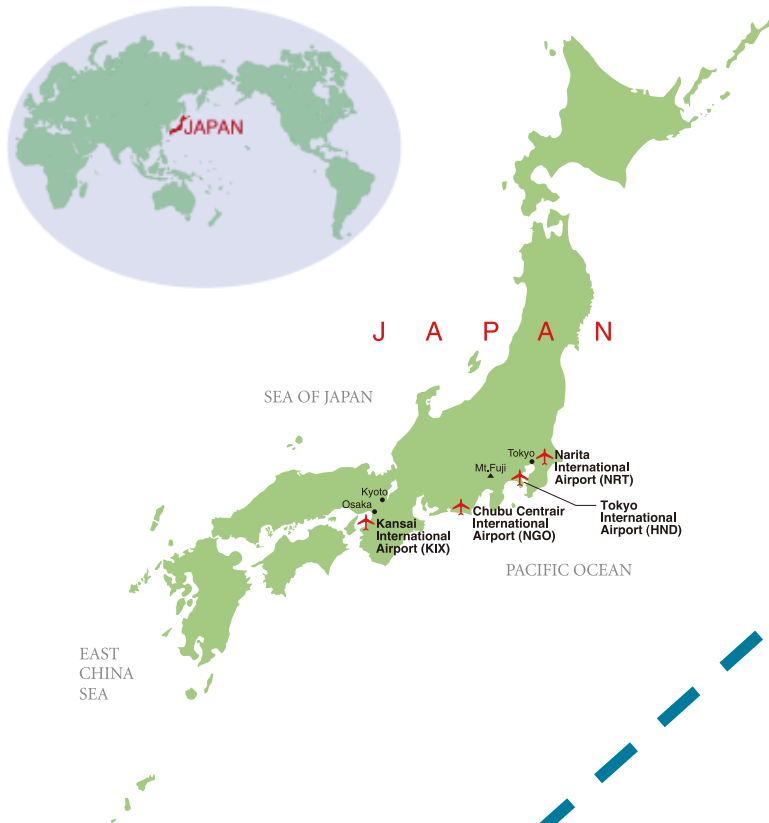 JAPAN
J A P A N
SEA OF JAPAN
Tokyo
Narita
International
Airport (NRT)
Mt.Fuji
Kyoto
Osaka
Kansai
International
Airport (KIX)
Chubu Centrair
International
Airport (NGO)
Tokyo
International
Airport (HND)
PACIFIC OCEAN
EAST
CHINA
SEA